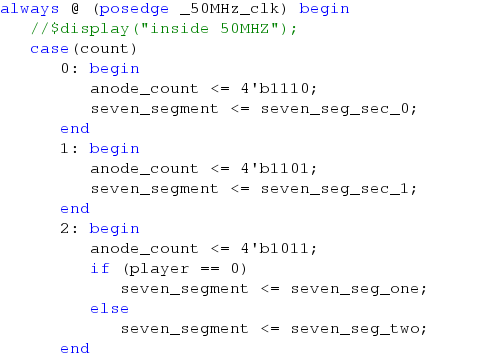 always @ (posedge _50MHz_clk) begin
//$display("inside 50MHZ");
case(count)
0: begin
anode_count <= 4'b1110;
seven_segment <= seven_seg_sec_0;
end
1: begin
anode_count <= 4'b1101;
seven_segment <= seven_seg_sec_1;
end
2: begin
anode_count <= 4'b1011;
if (player == 0)
seven_segment <= seven_seg_one;
else
seven_segment <= seven_seg_two;
end